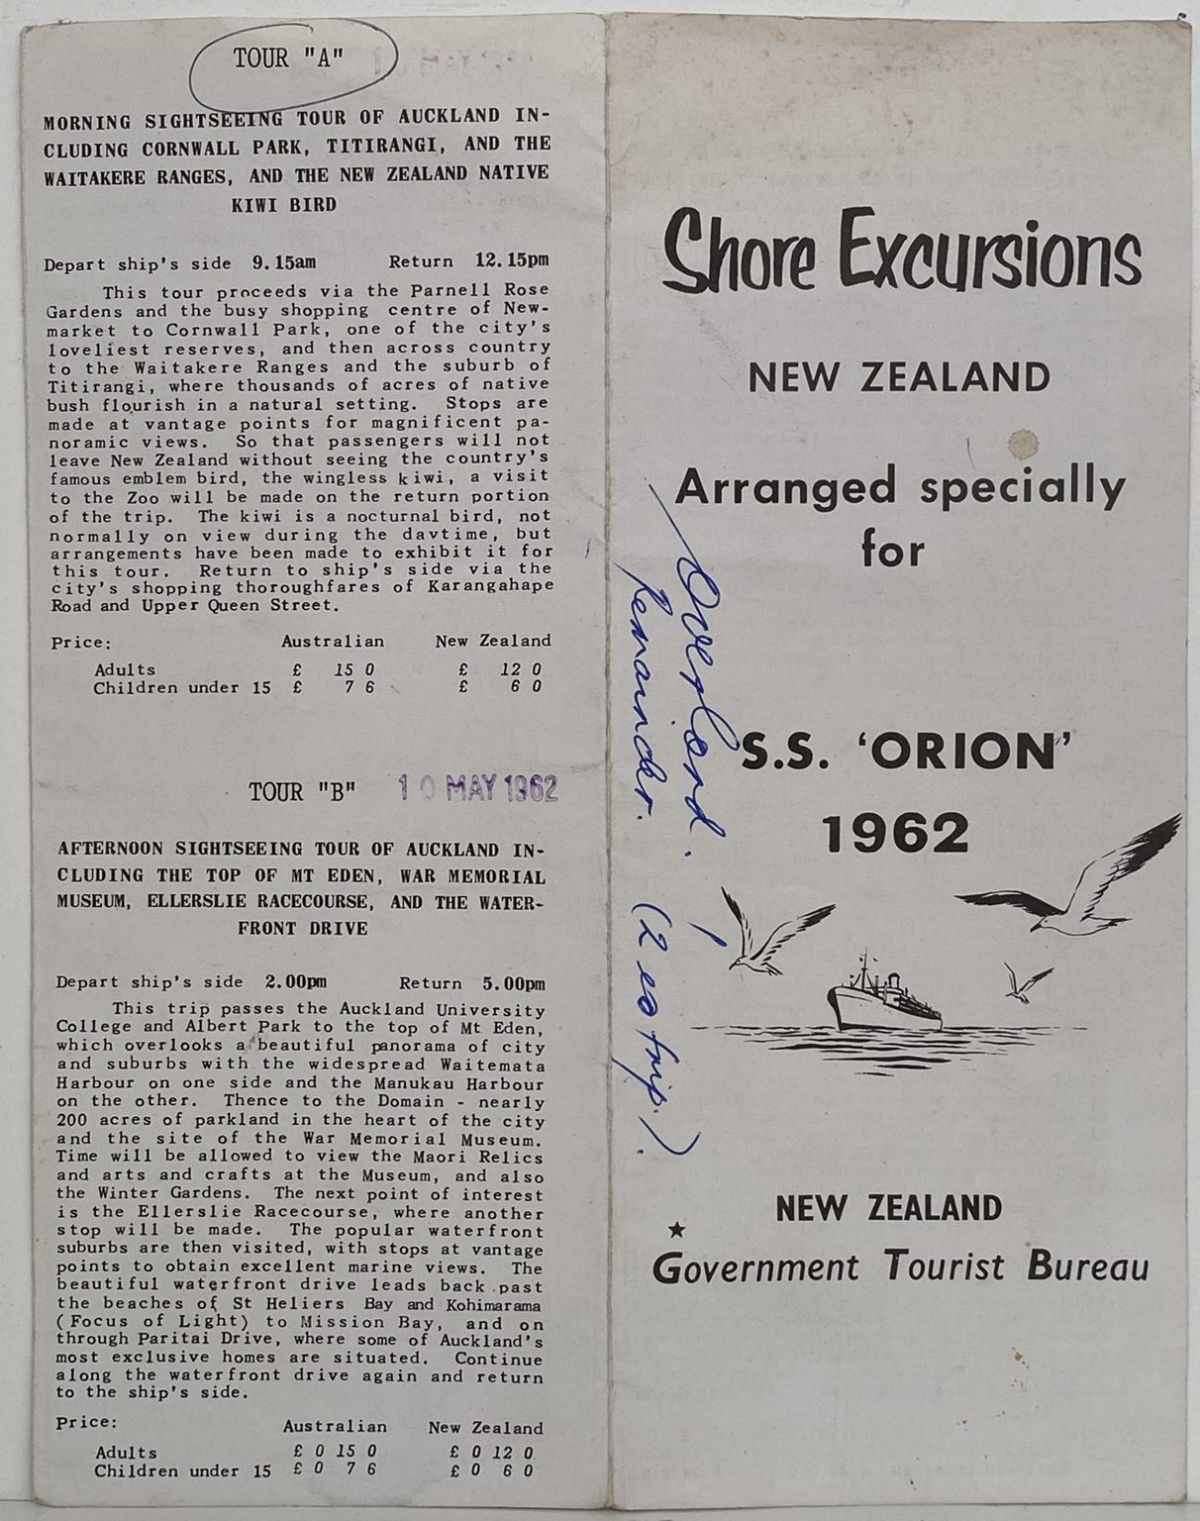 TOUR "A"
MORNING SIGHTSEEING TOUR OF AUCKLAND IN-
CLUDING CORNWALL PARK, TITIRANGI, AND THE
WAITAKERE RANGES, AND THE NEW ZEALAND NATIVE
KIWI BIRD
Depart ship's side 9.15am Return 12.15pm
This tour proceeds via the Parnell Rose
Gardens and the busy shopping centre of New-
market to Cornwall Park, one of the city's
loveliest reserves, and then across country
to the Waitakere Ranges and the suburb of
Titirangi, where thousands of acres of native
bush flourish in a natural setting. Stops are
made at vantage points for magnificent pa-
noramic views. So that passengers will not
leave New Zealand without seeing the country's
famous emblem bird, the wingless kiwi, a visit
to the Zoo will be made on the return portion
of the trip. The kiwi is a nocturnal bird, not
normally on view during the daytime, but
arrangements have been made to exhibit it for
this tour. Return to ship's side via the
city's shopping thoroughfares of Karangahape
Road and Upper Queen Street.
Price: Australian New Zealand
Adults £ 15 0 £ 12 0
Children under 15 £ 7 6 £ 6 0
TOUR "B" 10 MAY 1962
AFTERNOON SIGHTSEEING TOUR OF AUCKLAND IN-
CLUDING THE TOP OF MT EDEN, WAR MEMORIAL
MUSEUM, ELLERSLIE RACECOURSE, AND THE WATER-
FRONT DRIVE
Depart ship's side 2.00pm Return 5.00pm
This trip passes the Auckland University
College and Albert Park to the top of Mt Eden,
which overlooks a beautiful panorama of city
and suburbs with the widespread Waitemata
Harbour on one side and the Manukau Harbour
on the other. Thence to the Domain - nearly
200 acres of parkland in the heart of the city
and the site of the War Memorial Museum.
Time will be allowed to view the Maori Relics
and arts and crafts at the Museum, and also
the Winter Gardens. The next point of interest
is the Ellerslie Racecourse, where another
stop will be made. The popular waterfront
suburbs are then visited, with stops at vantage
points to obtain excellent marine views. The
beautiful waterfront drive leads back past
the beaches of St Heliers Bay and Kohimarama
(Focus of Light) to Mission Bay, and on
through Paritai Drive, where some of Auckland's
most exclusive homes are situated. Continue
along the waterfront drive again and return
to the ship's side.
Price: Australian New Zealand
Adults £ 0 15 0 £ 0 12 0
Children under 15 £ 0 7 6 £ 0 6 0
Shore Excursions
NEW ZEALAND
Arranged specially
for
S.S. 'ORION'
1962
Overland.
Remainder. (2 es trip.)
NEW ZEALAND
Government Tourist Bureau